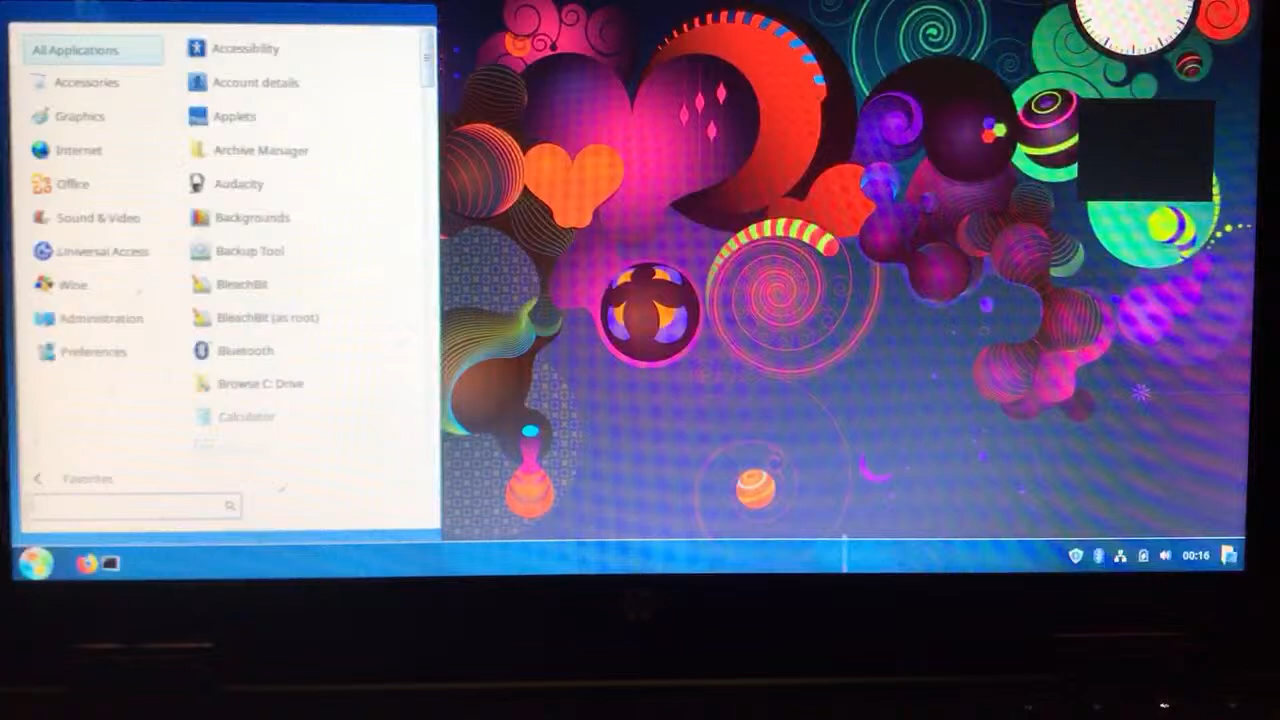 All Applications
Accessories
Graphics
Internet
Office
Sound & Video
Universal Access
Wine
Administration
Preferences
Favorites
Accessibility
Account details
Applets
Archive Manager
Audacity
Backgrounds
Backup Tool
BleachBit
BleachBit (as root)
Bluetooth
Browse C: Drive
Calculator
00:16